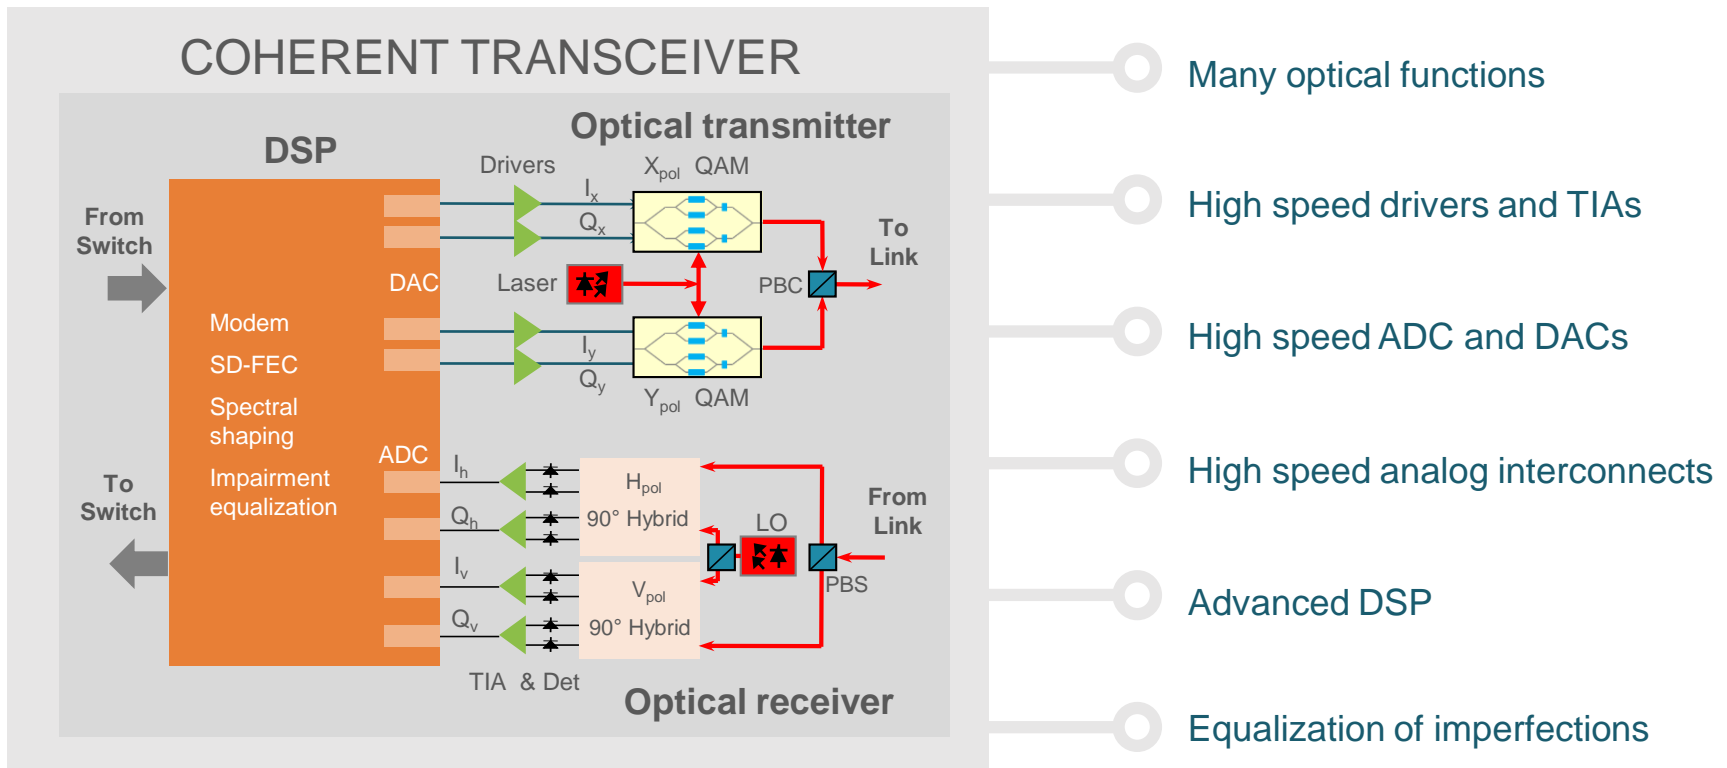 COHERENT TRANSCEIVER
Optical transmitter
DSP
Drivers
Xpol QAM
Ix
Qx
From
Switch
To
Link
DAC
Laser
PBC
Modem
SD-FEC
Spectral
shaping
Impairment
equalization
Iy
Qy
Ypol QAM
ADC
Ih
Qh
Iv
Qv
Hpol
90° Hybrid
Vpol
90° Hybrid
LO
From
Link
PBS
To
Switch
TIA & Det
Optical receiver
Many optical functions
High speed drivers and TIAs
High speed ADC and DACs
High speed analog interconnects
Advanced DSP
Equalization of imperfections